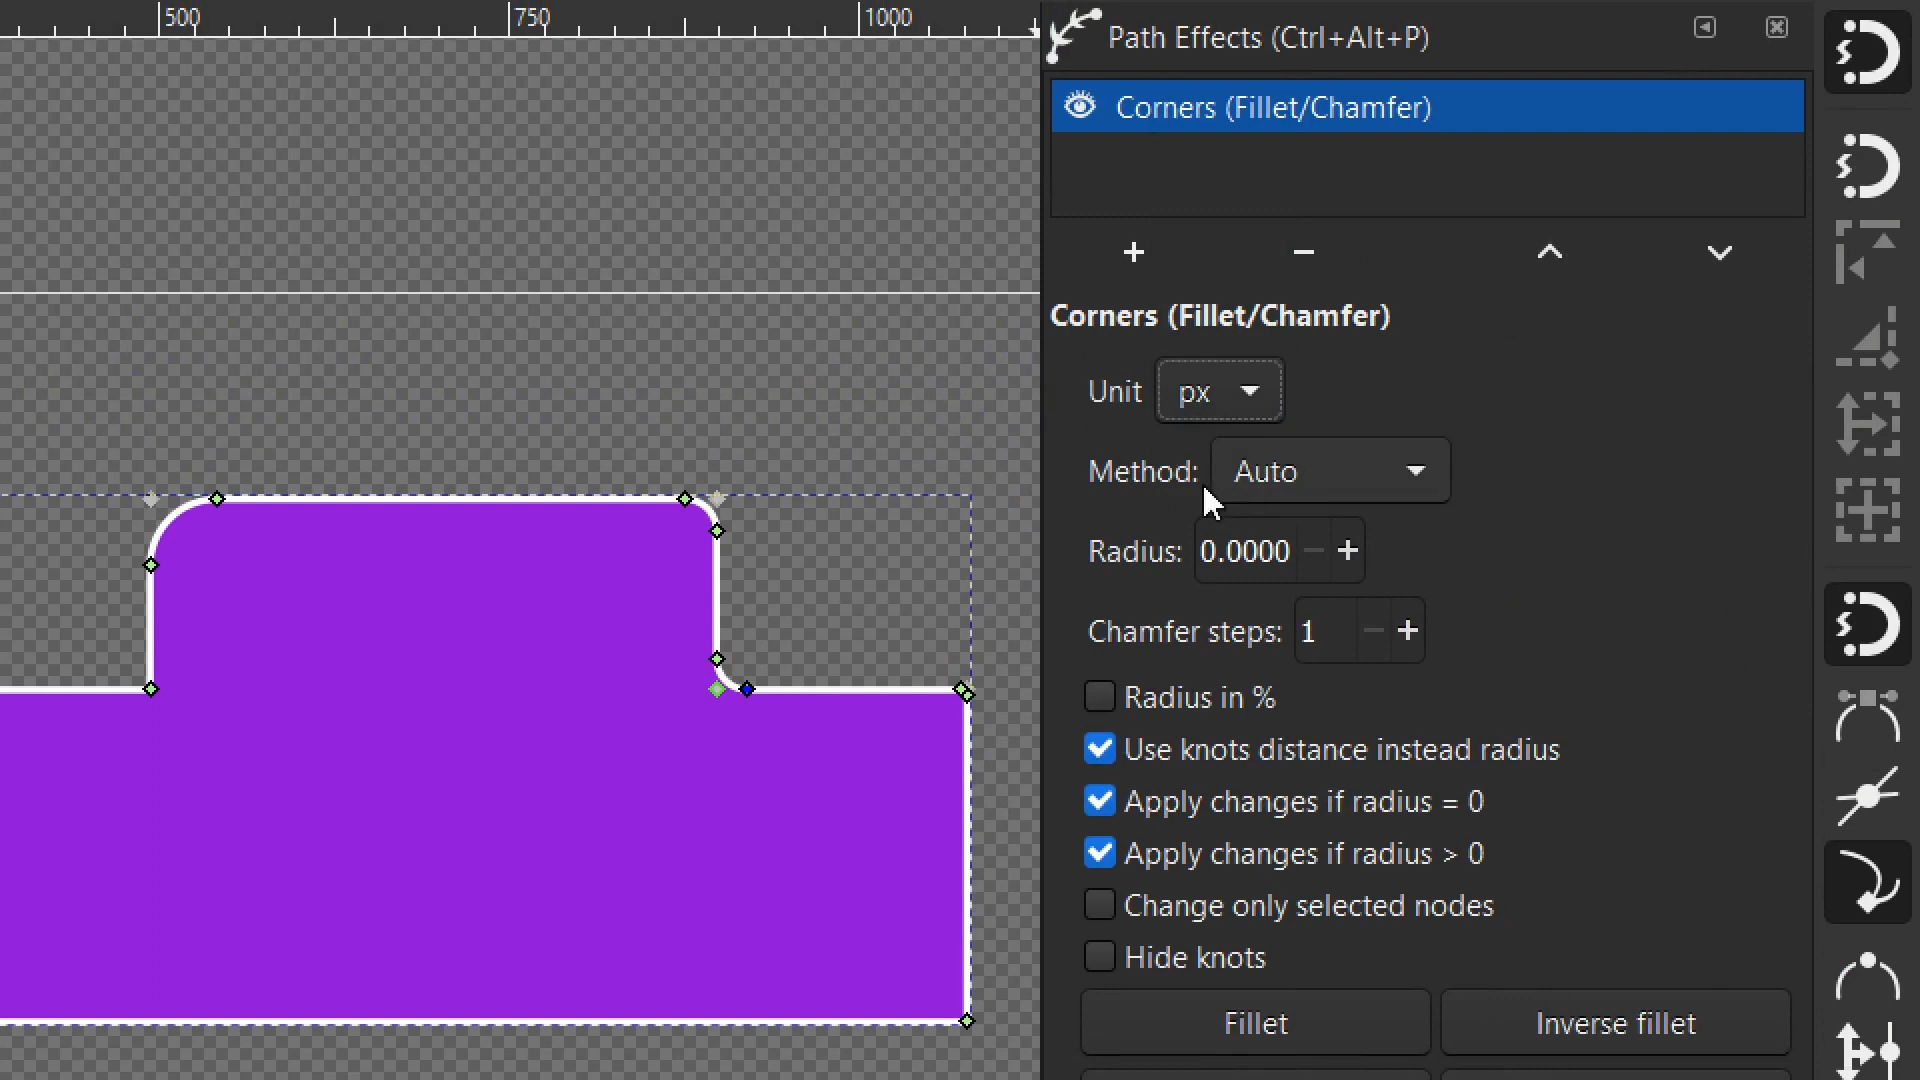 500
750
1000
Path Effects (Ctrl+Alt+P)
Corners (Fillet/Chamfer)
Corners (Fillet/Chamfer)
Unit px
Method: Auto
Radius: 0.0000
Chamfer steps: 1
Radius in %
Use knots distance instead radius
Apply changes if radius = 0
Apply changes if radius > 0
Change only selected nodes
Hide knots
Fillet
Inverse fillet